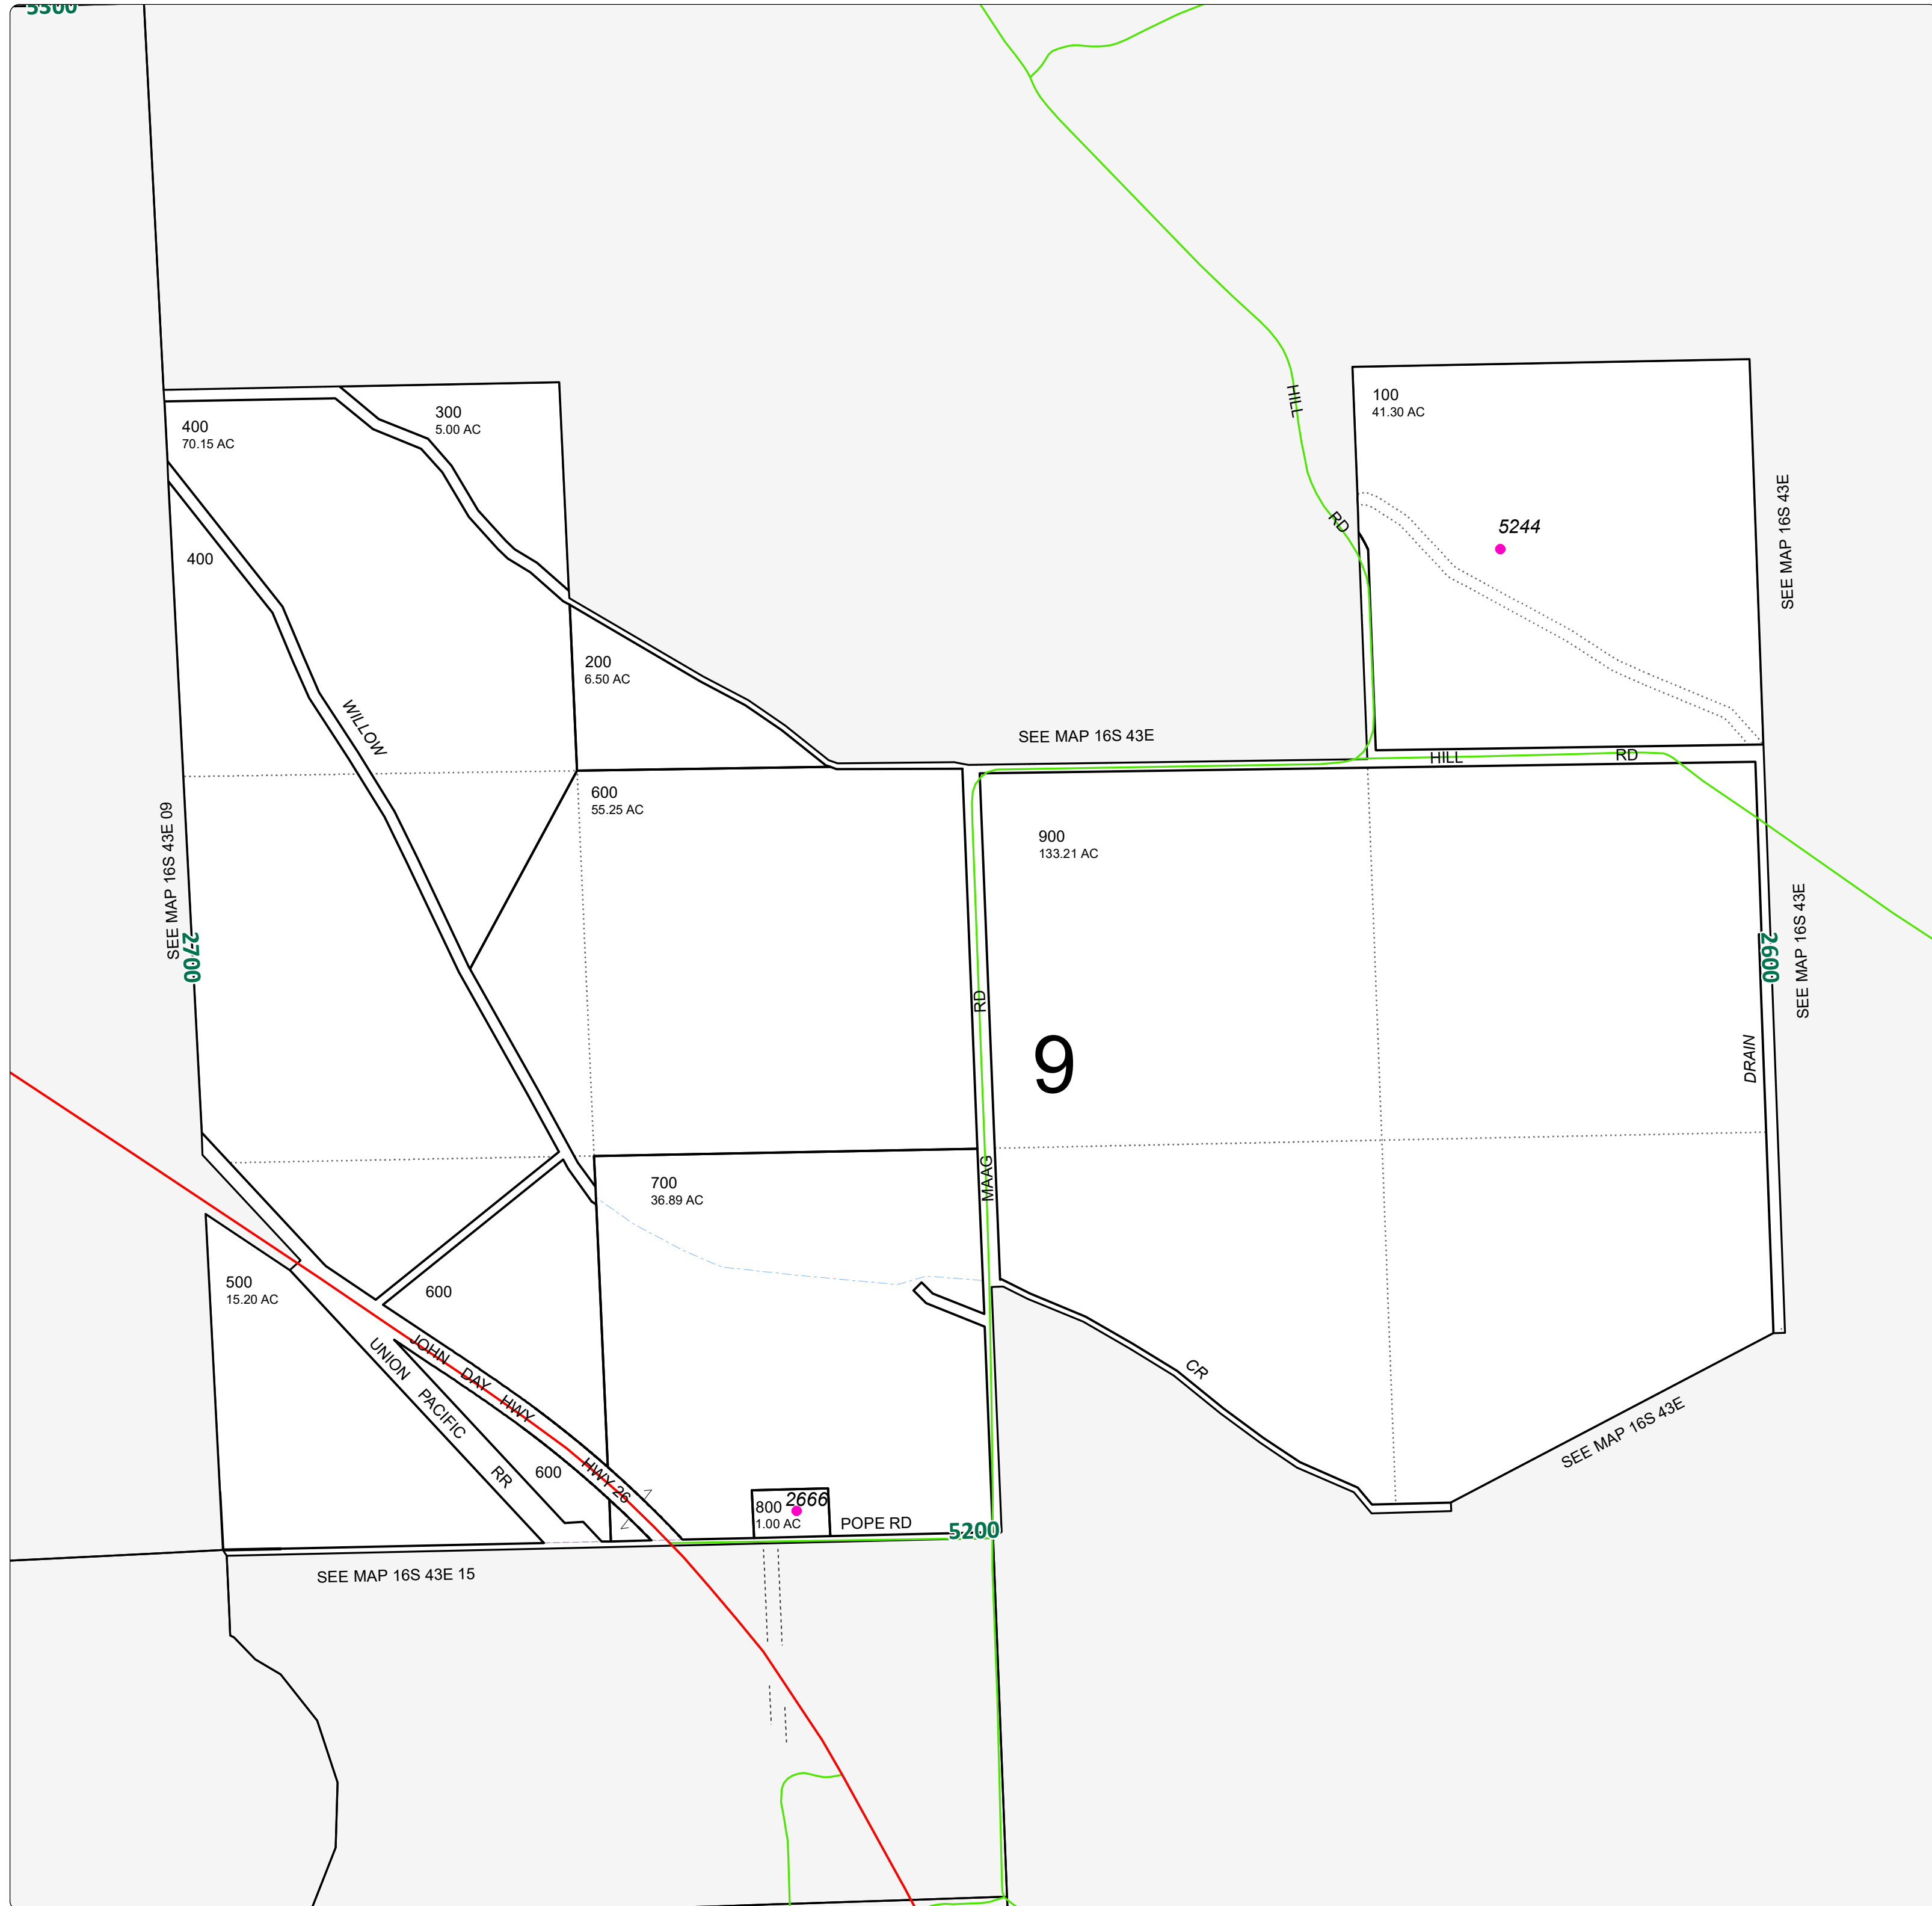 5500
HILL
100
41.30 AC
300
5.00 AC
400
70.15 AC
SEE MAP 16S 43E
RD
5244
400
200
6.50 AC
WILLOW
SEE MAP 16S 43E
HILL
RD
600
55.25 AC
SEE MAP 16S 43E 09
900
133.21 AC
2700
2600
SEE MAP 16S 43E
RD
9
DRAIN
MAAG
700
36.89 AC
500
15.20 AC
600
JOHN DAY HWY
UNION PACIFIC RR
CR
SEE MAP 16S 43E
600
HWY 26
Z
Z
800
1.00 AC
2666
POPE RD
5200
SEE MAP 16S 43E 15